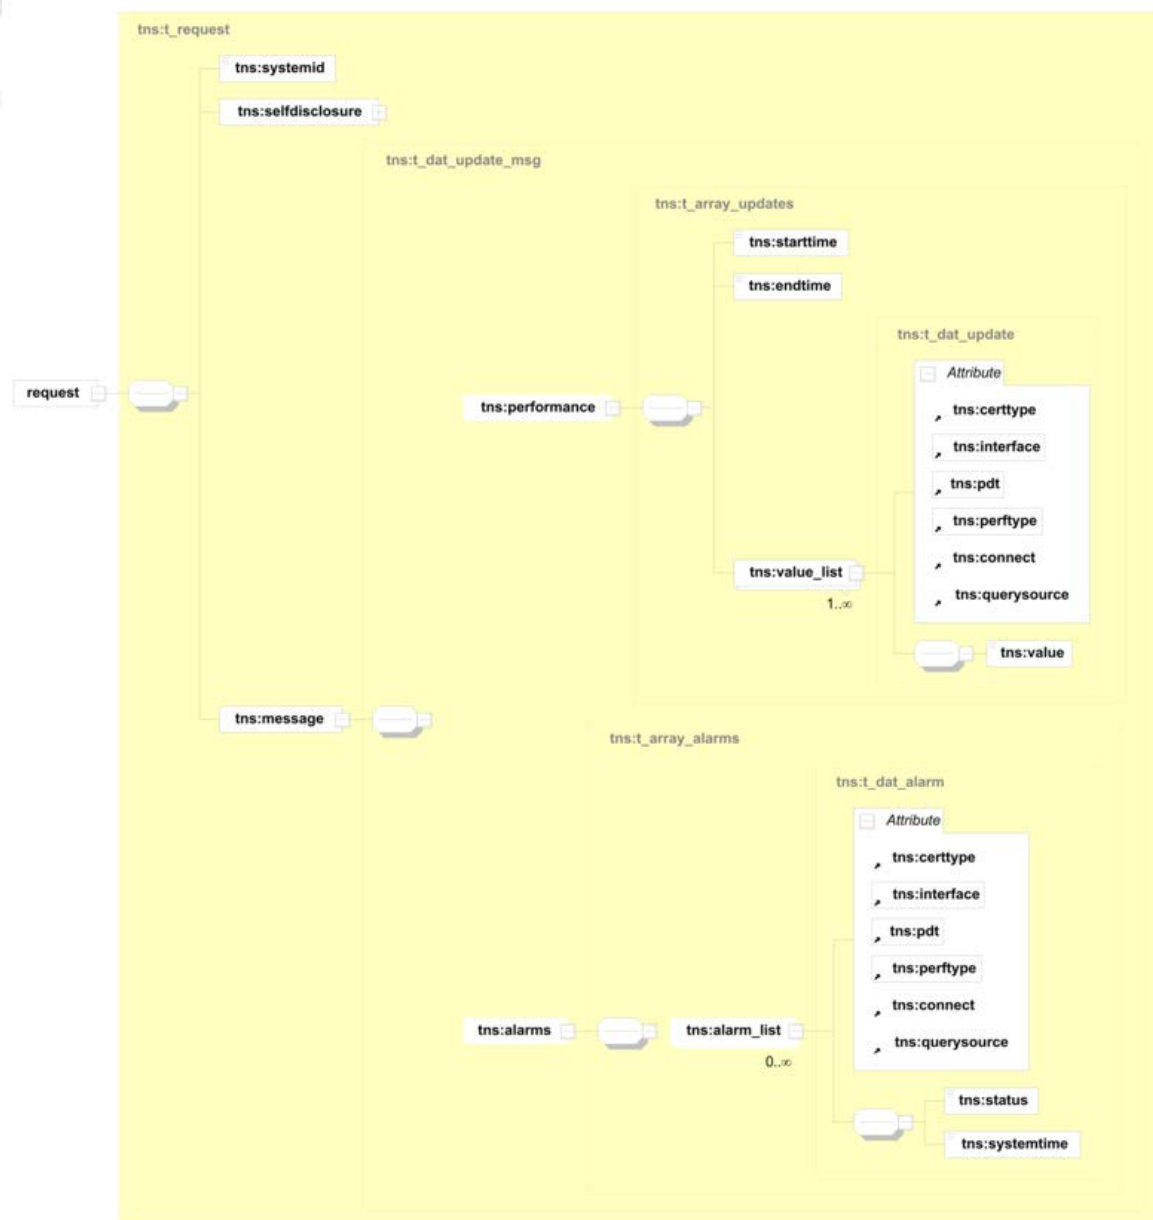 tns:t_request
tns:systemid
tns:selfdisclosure
tns:t_dat_update_msg
tns:t_array_updates
tns:starttime
tns:endtime
tns:t_dat_update
Attribute
request
tns:performance
tns:certtype
tns:interface
tns:pdt
tns:perftype
tns:connect
tns:value_list
tns:querysource
1..∞
tns:value
tns:message
tns:t_array_alarms
tns:t_dat_alarm
Attribute
tns:certtype
tns:interface
tns:pdt
tns:perftype
tns:connect
tns:alarms
tns:alarm_list
tns:querysource
0..∞
tns:status
tns:systemtime